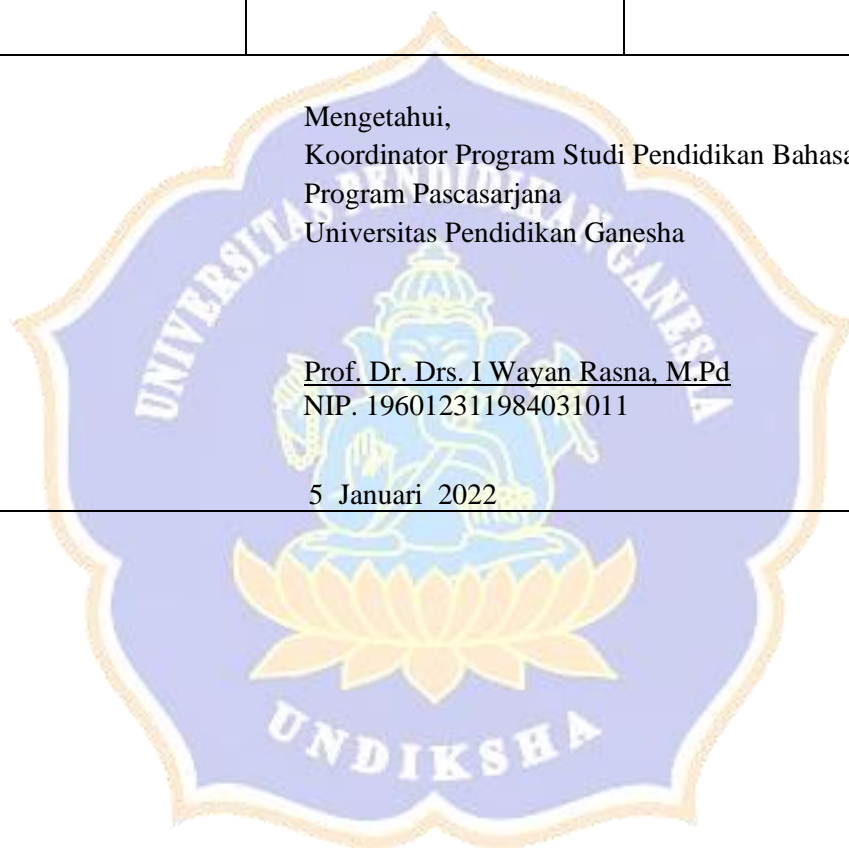 Mengetahui,
Koordinator Program Studi Pendidikan Bahasa
Program Pascasarjana
Universitas Pendidikan Ganesha
Prof. Dr. Drs. I Wayan Rasna, M.Pd
NIP. 196012311984031011
5 Januari 2022
UNIVERSITAS PENDIDIKAN GANESHA
UNDIKSHA